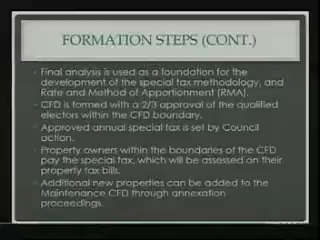 FORMATION STEPS (CONT.)
• Final analysis is used as a foundation for the
development of the special tax methodology, and
Rate and Mathod of Apportionment (RMA).
• CFD is formed with a 2/3 approval of the qualified
electors within the CFD boundary.
• Approved annual special tax is set by Council
action.
• Property owners within the boundaries of the CFD
pay the special tax, which will be assessed on their
property tax bills.
• Additional new properties can be added to the
Maintenance CFD through annexation
proceedings.